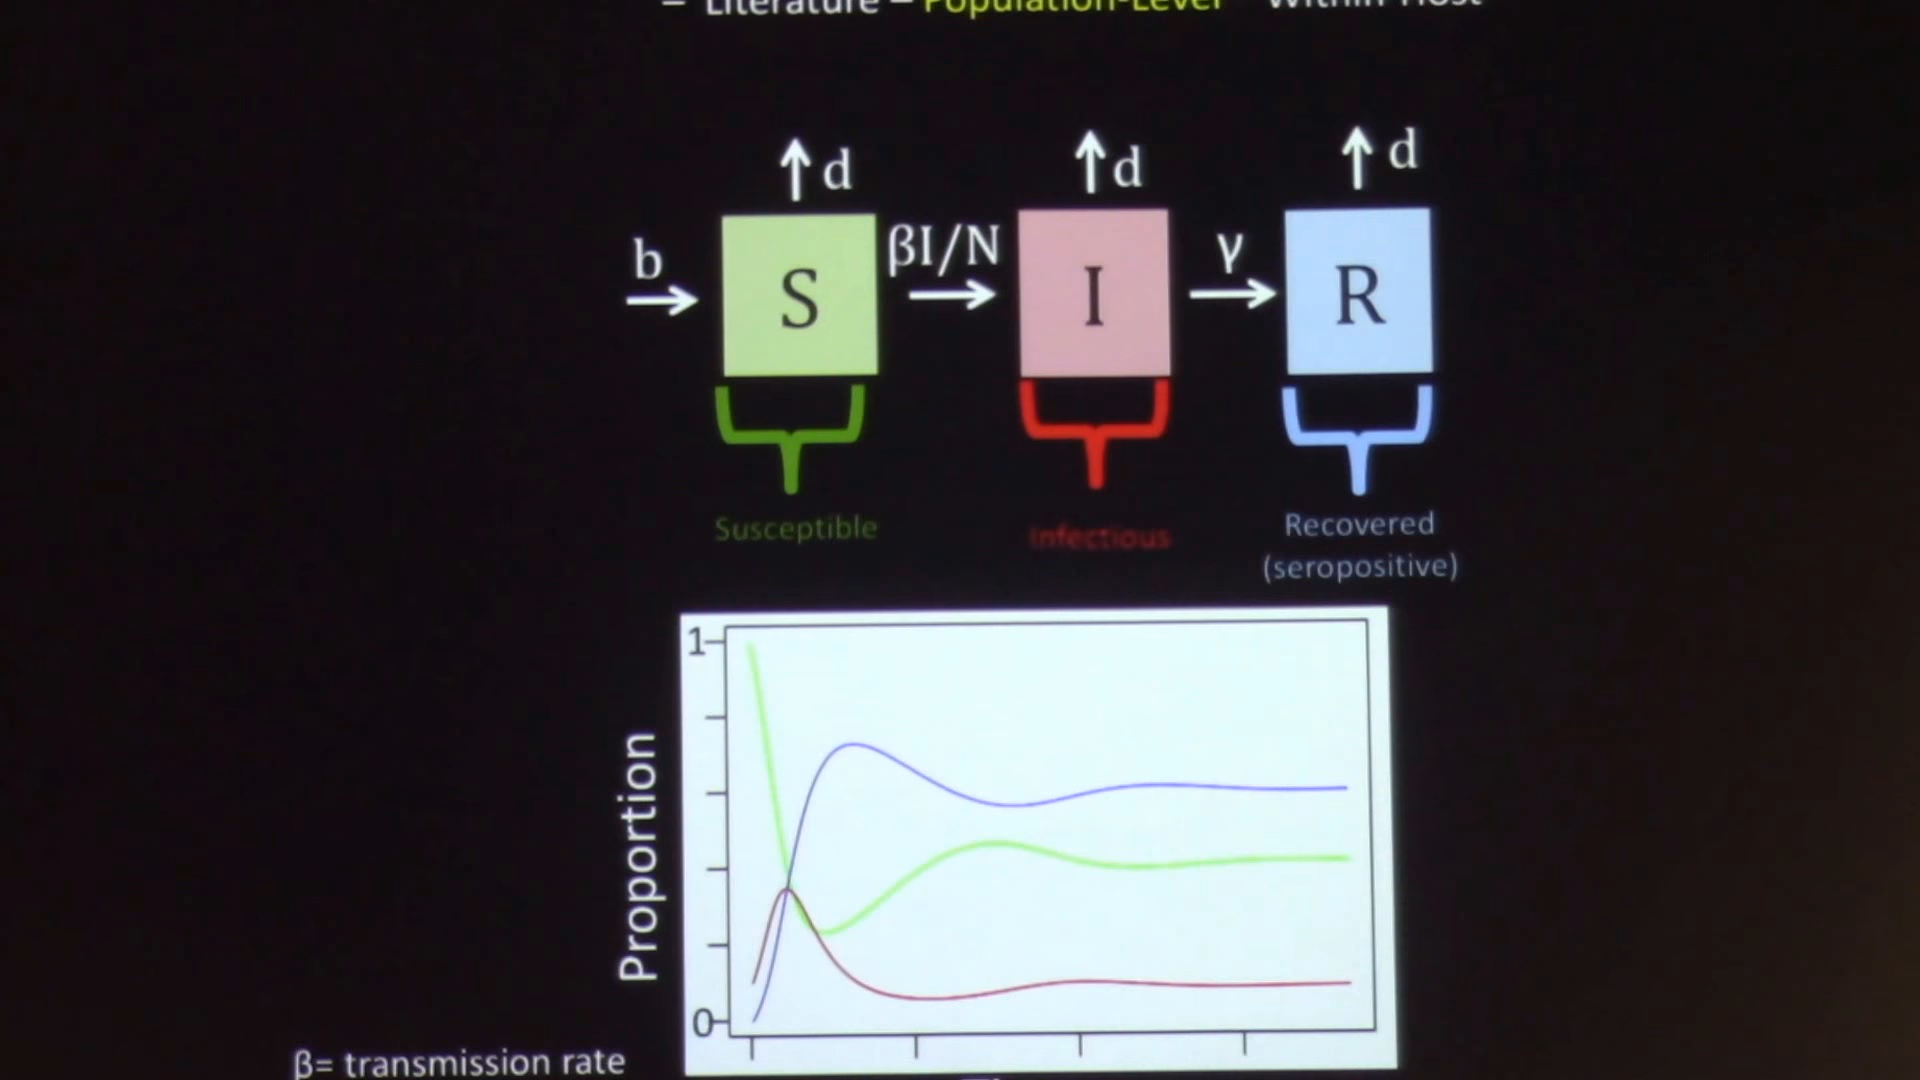 – Literature – Population-Level – Within-Host
d d d
b βI/N γ
S I R
Susceptible Infectious Recovered
(seropositive)
1
Proportion
0
β= transmission rate